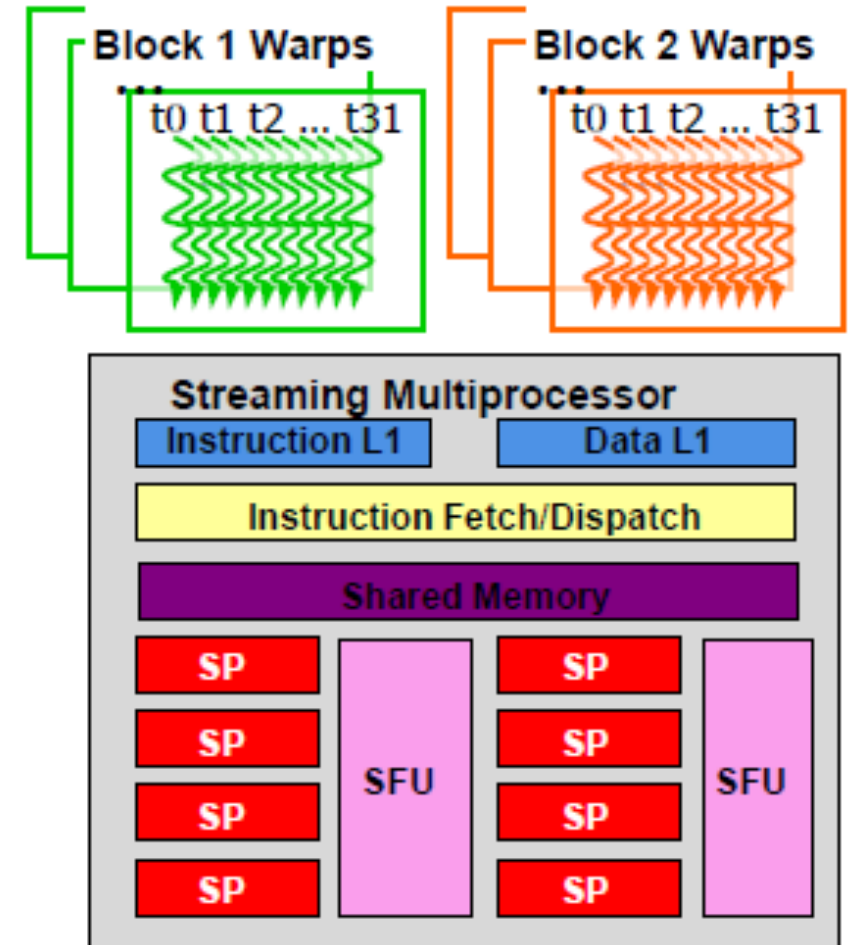 Block 1 Warps
...
t0 t1 t2 ... t31
Block 2 Warps
...
t0 t1 t2 ... t31
Streaming Multiprocessor
Instruction L1
Data L1
Instruction Fetch/Dispatch
Shared Memory
SP
SP
SP
SP
SFU
SP
SP
SP
SP
SFU